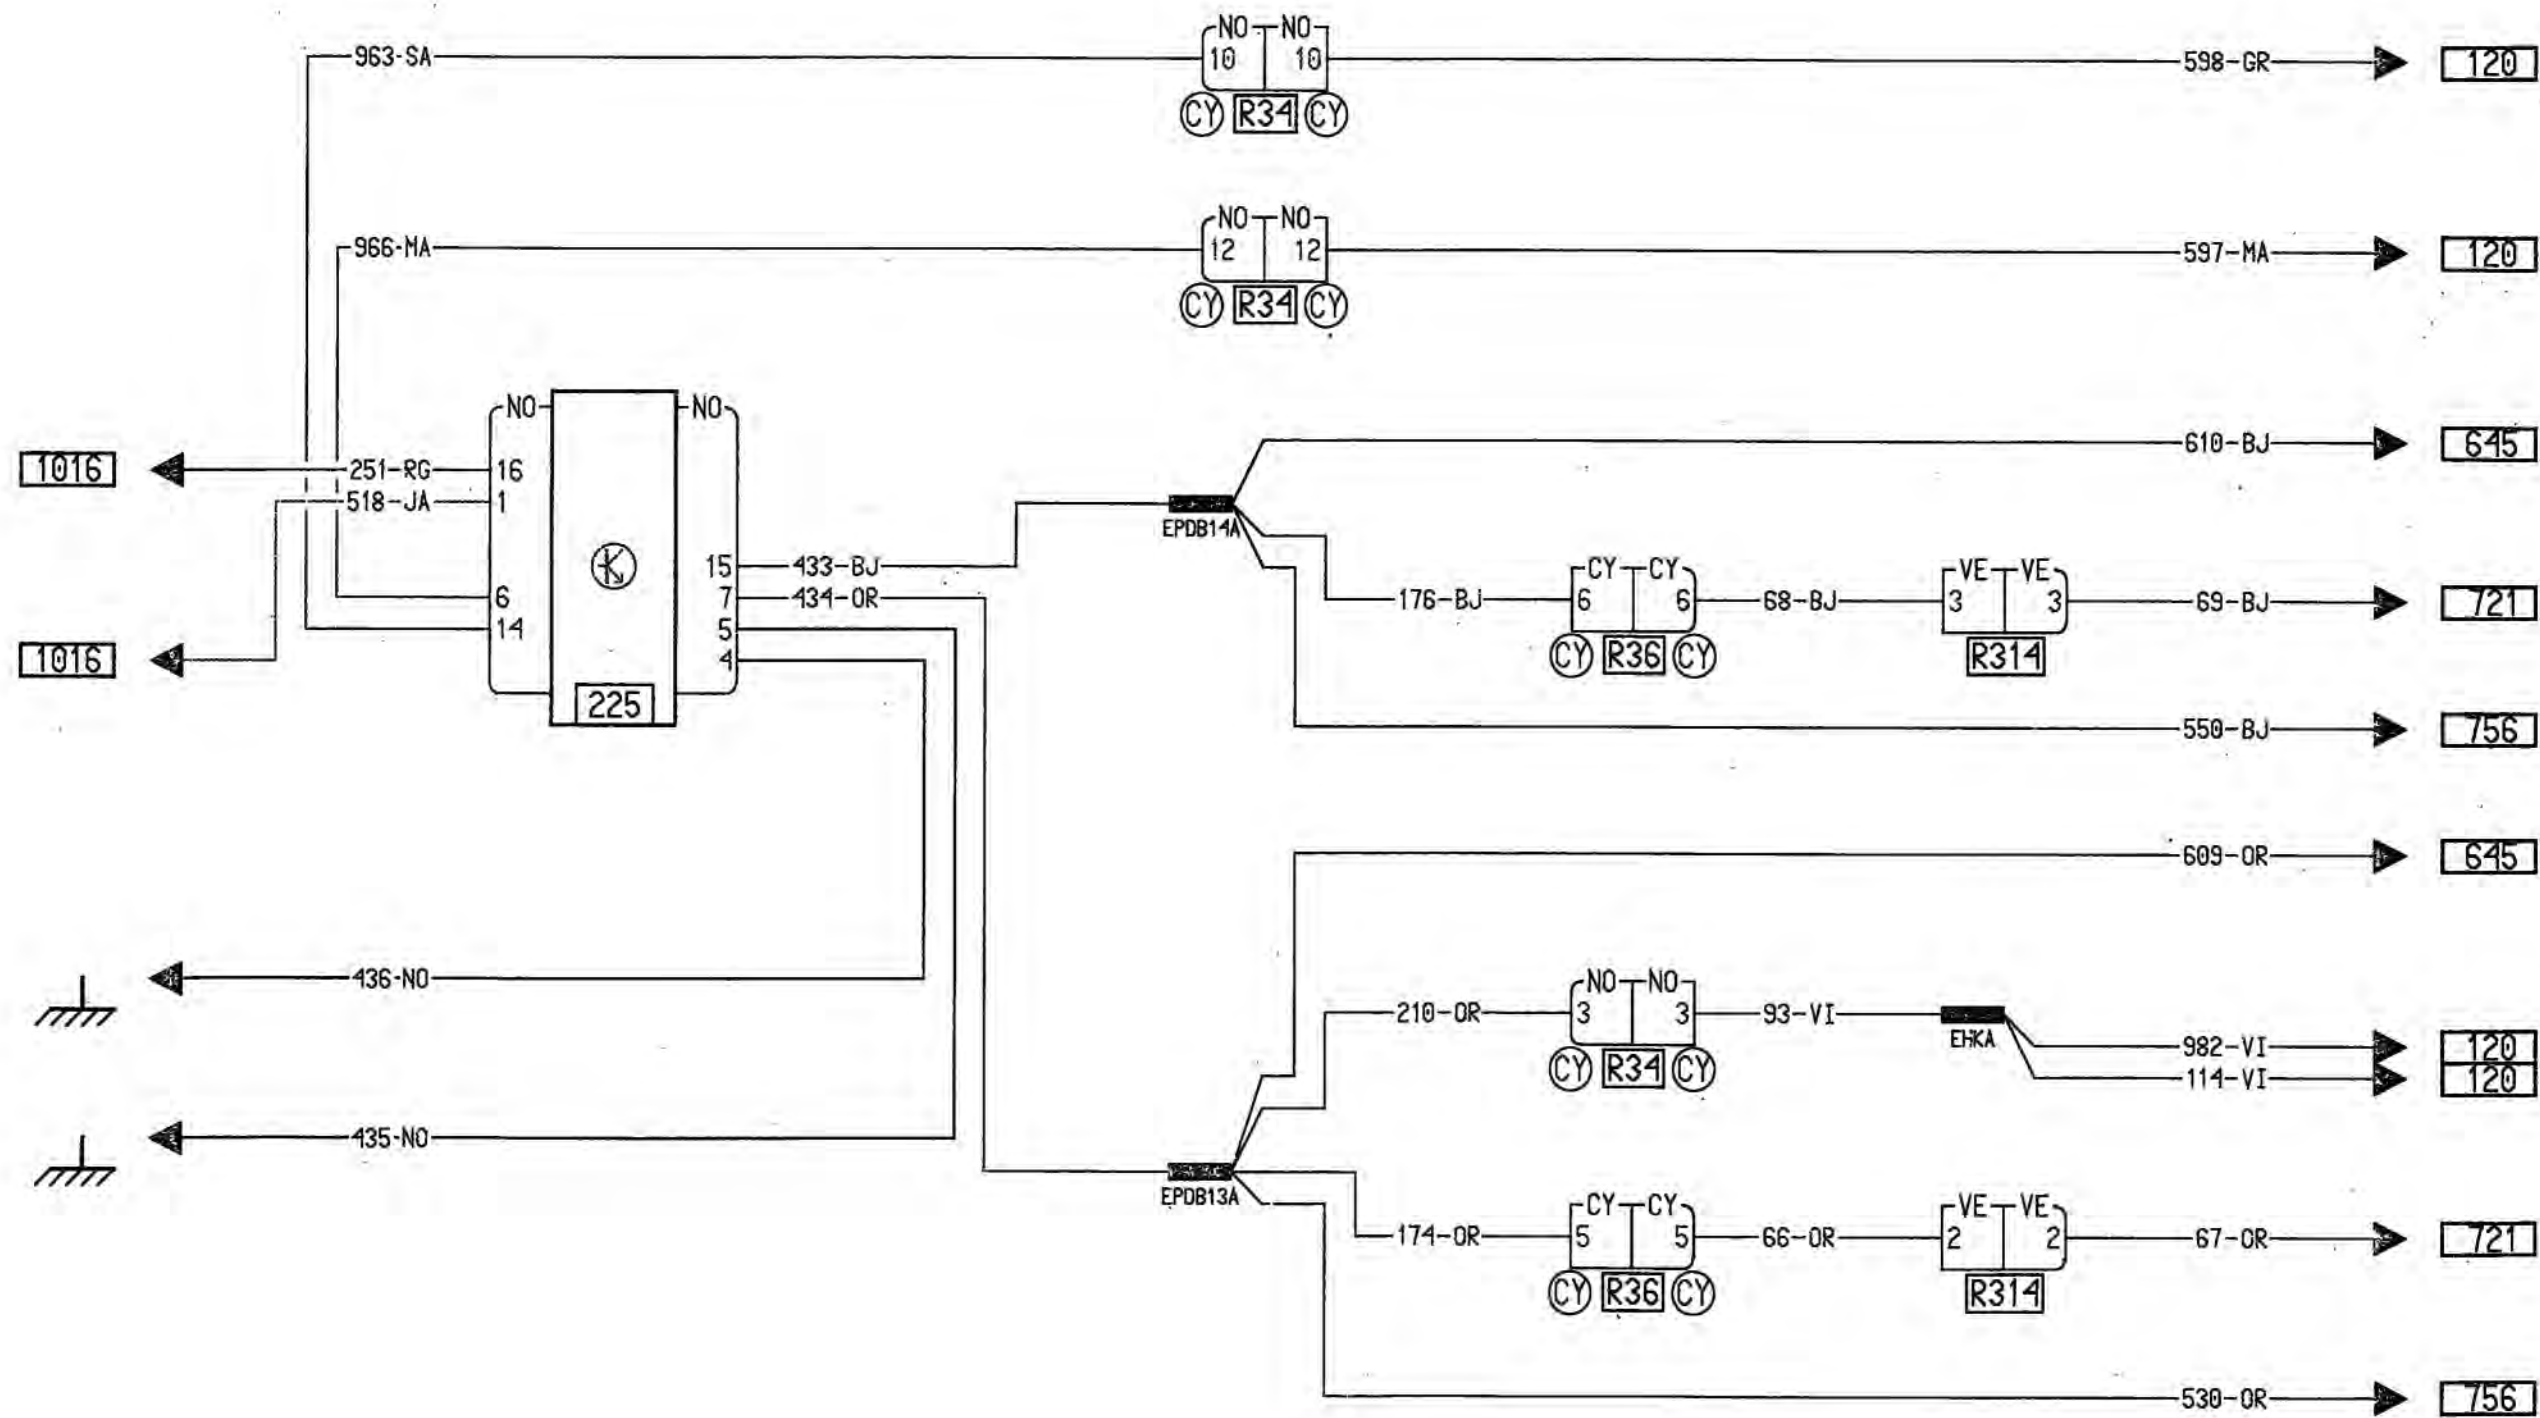 NO NO
963-SA 10 10 598-GR 120
CY R34 CY
NO NO
966-MA 12 12 597-MA 120
CY R34 CY
NO NO
610-BJ 645
1016 251-RG 16
518-JA 1
EPDB14A
15 433-BJ
CY CY VE VE
6 7 434-OR 176-BJ 6 6 68-BJ 3 3 69-BJ 721
14 5
1016 4 CY R36 CY R314
225
550-BJ 756
609-OR 645
436-NO
NO NO
210-OR 3 3 93-VI
EHKA
982-VI 120
CY R34 CY
114-VI 120
435-NO
EPDB13A
CY CY VE VE
174-OR 5 5 66-OR 2 2 67-OR 721
CY R36 CY R314
530-OR 756